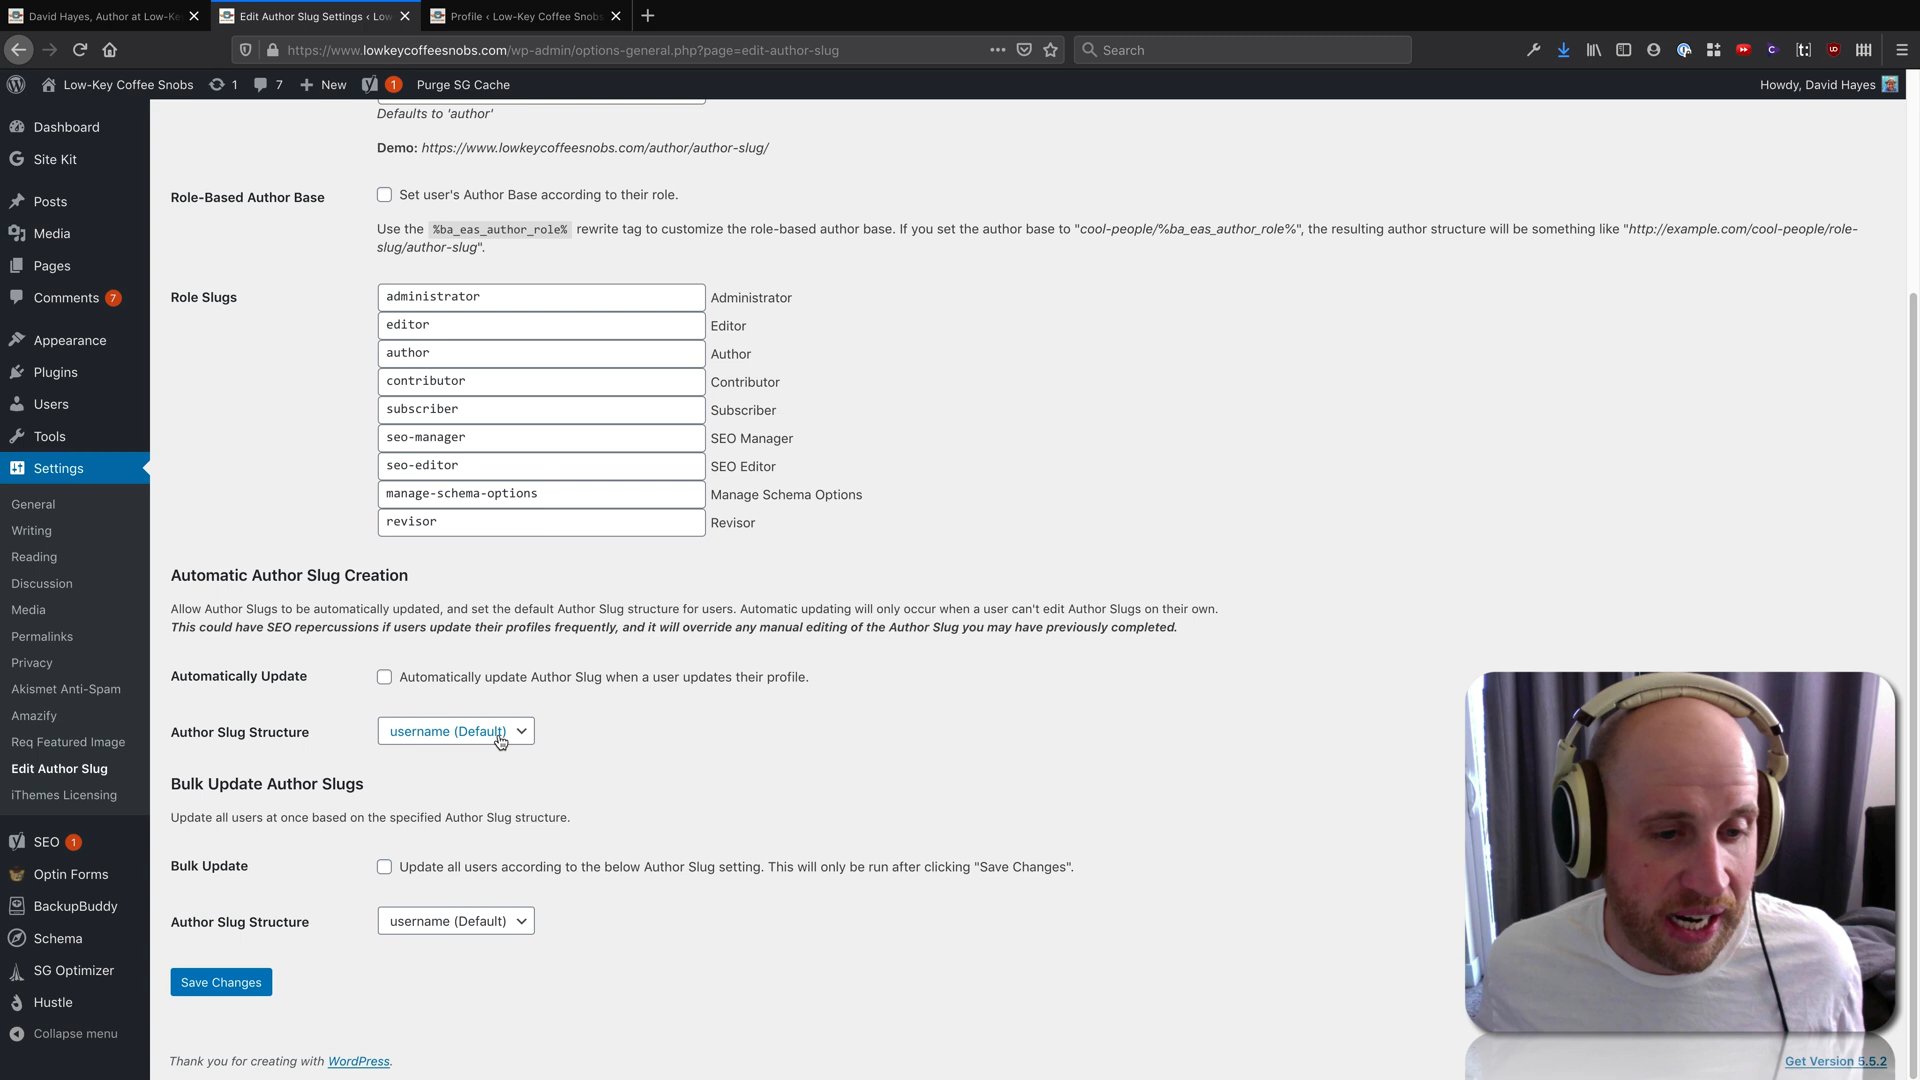 David Hayes, Author at Low-Ke
Edit Author Slug Settings ‹ Low
Profile ‹ Low-Key Coffee Snobs
https://www.lowkeycoffeesnobs.com/wp-admin/options-general.php?page=edit-author-slug
Search
Low-Key Coffee Snobs
1
7
New
1
Purge SG Cache
Howdy, David Hayes
Dashboard
Site Kit
Posts
Media
Pages
Comments 7
Appearance
Plugins
Users
Tools
Settings
General
Writing
Reading
Discussion
Media
Permalinks
Privacy
Akismet Anti-Spam
Amazify
Req Featured Image
Edit Author Slug
iThemes Licensing
SEO 1
Optin Forms
BackupBuddy
Schema
SG Optimizer
Hustle
Collapse menu
Defaults to 'author'
Demo: https://www.lowkeycoffeesnobs.com/author/author-slug/
Role-Based Author Base
Set user's Author Base according to their role.
Use the %ba_eas_author_role% rewrite tag to customize the role-based author base. If you set the author base to "cool-people/%ba_eas_author_role%", the resulting author structure will be something like "http://example.com/cool-people/role-
slug/author-slug".
Role Slugs
administrator Administrator
editor Editor
author Author
contributor Contributor
subscriber Subscriber
seo-manager SEO Manager
seo-editor SEO Editor
manage-schema-options Manage Schema Options
revisor Revisor
Automatic Author Slug Creation
Allow Author Slugs to be automatically updated, and set the default Author Slug structure for users. Automatic updating will only occur when a user can't edit Author Slugs on their own.
This could have SEO repercussions if users update their profiles frequently, and it will override any manual editing of the Author Slug you may have previously completed.
Automatically Update
Automatically update Author Slug when a user updates their profile.
Author Slug Structure
username (Default)
Bulk Update Author Slugs
Update all users at once based on the specified Author Slug structure.
Bulk Update
Update all users according to the below Author Slug setting. This will only be run after clicking "Save Changes".
Author Slug Structure
username (Default)
Save Changes
Thank you for creating with WordPress.
Get Version 5.5.2